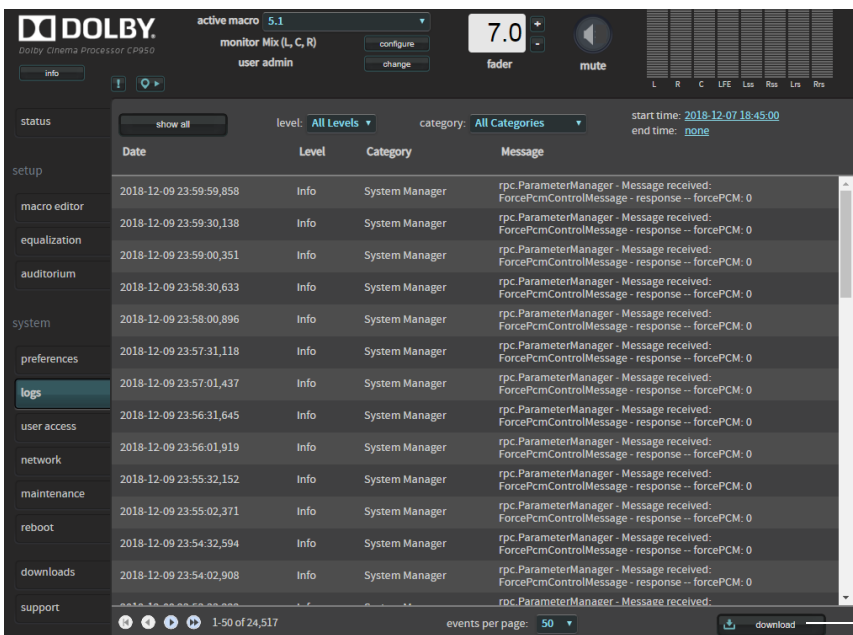 DOLBY.
Dolby Cinema Processor CP950
info
active macro 5.1
monitor Mix (L, C, R) configure
user admin change
7.0 + -
fader
mute
L R C LFE Lss Rss Lrs Rrs
!
status
setup
macro editor
equalization
auditorium
system
preferences
logs
user access
network
maintenance
reboot
downloads
support
show all level: All Levels category: All Categories
start time: 2018-12-07 18:45:00
end time: none
Date Level Category Message
2018-12-09 23:59:59,858 Info System Manager rpc.ParameterManager - Message received:
ForcePcmControlMessage - response -- forcePCM: 0
2018-12-09 23:59:30,138 Info System Manager rpc.ParameterManager - Message received:
ForcePcmControlMessage - response -- forcePCM: 0
2018-12-09 23:59:00,351 Info System Manager rpc.ParameterManager - Message received:
ForcePcmControlMessage - response -- forcePCM: 0
2018-12-09 23:58:30,633 Info System Manager rpc.ParameterManager - Message received:
ForcePcmControlMessage - response -- forcePCM: 0
2018-12-09 23:58:00,896 Info System Manager rpc.ParameterManager - Message received:
ForcePcmControlMessage - response -- forcePCM: 0
2018-12-09 23:57:31,118 Info System Manager rpc.ParameterManager - Message received:
ForcePcmControlMessage - response -- forcePCM: 0
2018-12-09 23:57:01,437 Info System Manager rpc.ParameterManager - Message received:
ForcePcmControlMessage - response -- forcePCM: 0
2018-12-09 23:56:31,645 Info System Manager rpc.ParameterManager - Message received:
ForcePcmControlMessage - response -- forcePCM: 0
2018-12-09 23:56:01,919 Info System Manager rpc.ParameterManager - Message received:
ForcePcmControlMessage - response -- forcePCM: 0
2018-12-09 23:55:32,152 Info System Manager rpc.ParameterManager - Message received:
ForcePcmControlMessage - response -- forcePCM: 0
2018-12-09 23:55:02,371 Info System Manager rpc.ParameterManager - Message received:
ForcePcmControlMessage - response -- forcePCM: 0
2018-12-09 23:54:32,594 Info System Manager rpc.ParameterManager - Message received:
ForcePcmControlMessage - response -- forcePCM: 0
2018-12-09 23:54:02,908 Info System Manager rpc.ParameterManager - Message received:
ForcePcmControlMessage - response -- forcePCM: 0
rpc.ParameterManager - Message received:
1-50 of 24,517 events per page: 50 download